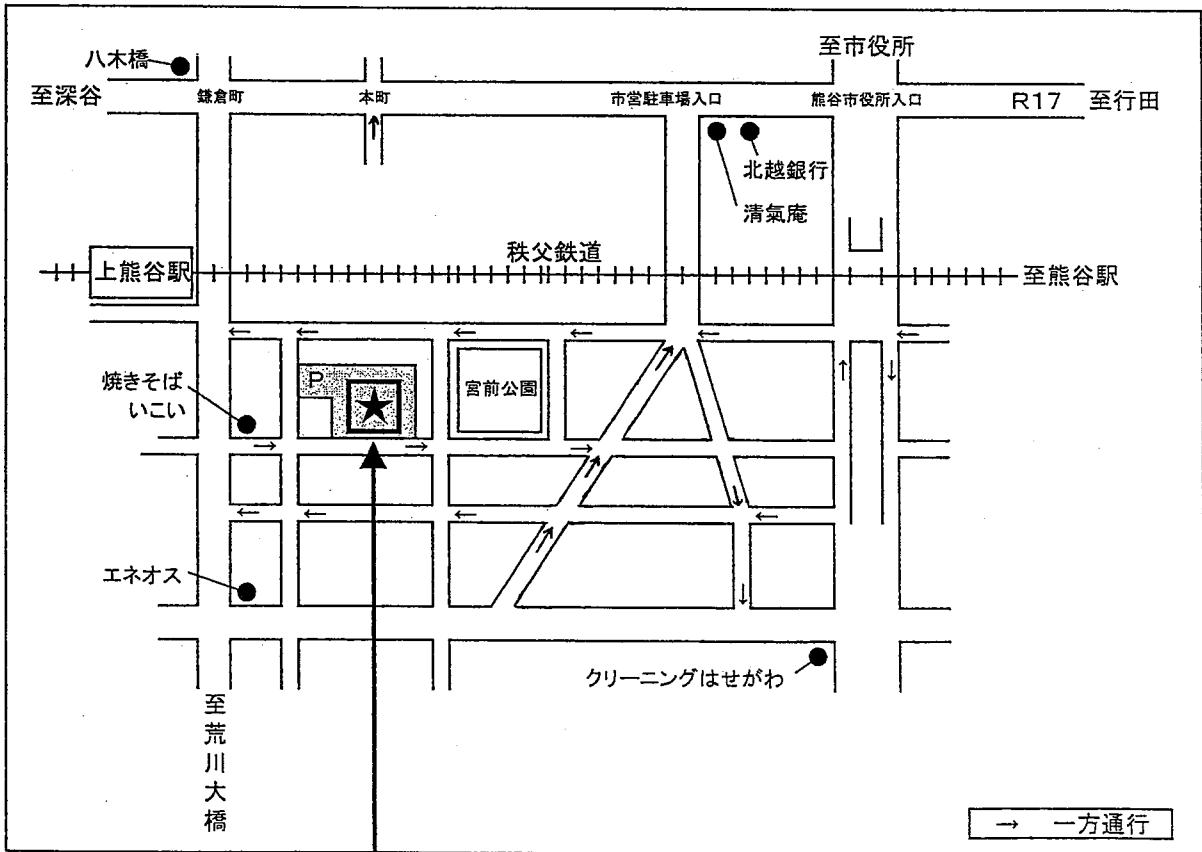 至市役所
八木橋
至深谷
鎌倉町
本町
市営駐車場入口
熊谷市役所入口
R17
至行田
北越銀行
清氣庵
秩父鉄道
上熊谷駅
至熊谷駅
焼きそば
いこい
P
宮前公園
エネオス
クリーニングはせがわ
至荒川大橋
→ 一方通行